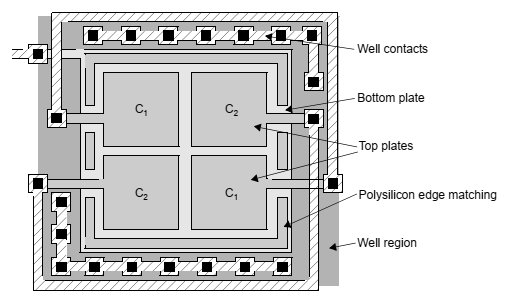 Well contacts
C1
C2
Bottom plate
Top plates
C2
C1
Polysilicon edge matching
Well region